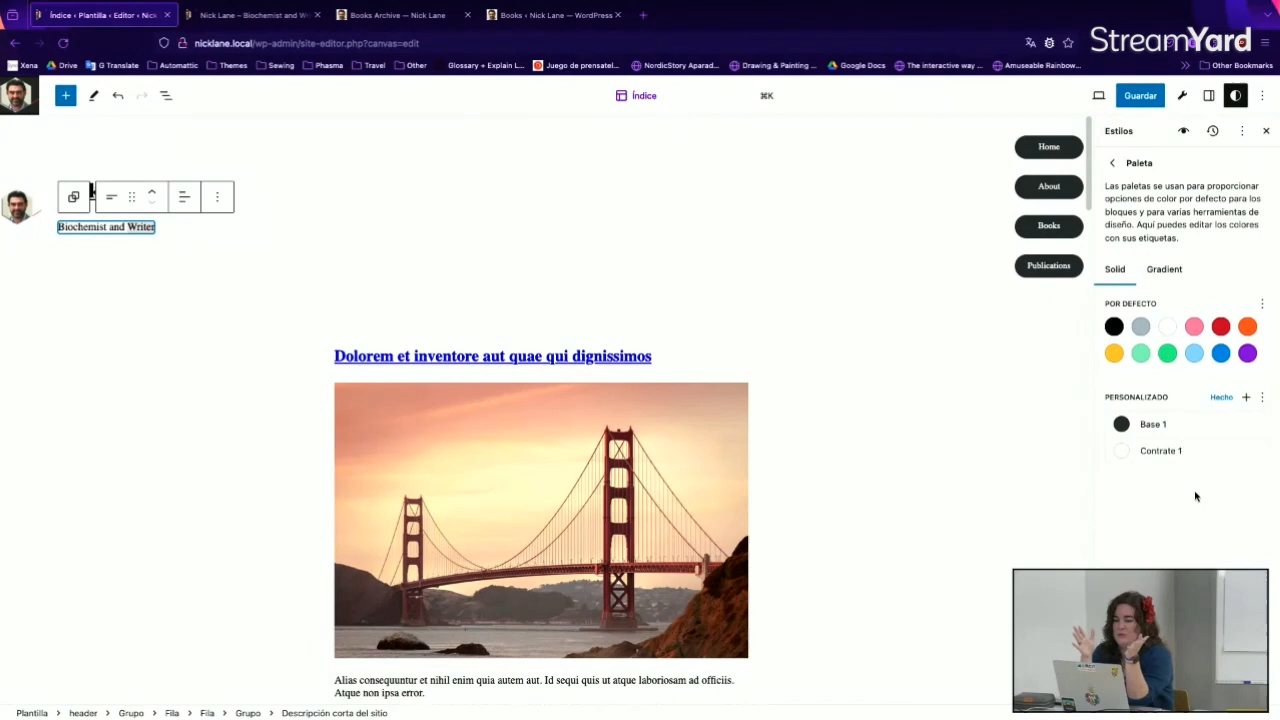 Índice ‹ Plantilla ‹ Editor ‹ Nick
Nick Lane – Biochemist and W
Books Archive — Nick Lane
Books ‹ Nick Lane — WordPress
nicklane.local/wp-admin/site-editor.php?canvas=edit
StreamYard
Xena
Drive
G Translate
Automattic
Themes
Sewing
Phasma
Travel
Other
Glossary + Explain L...
Juego de prensatel...
NordicStory Aparad...
Drawing & Painting ...
Google Docs
The interactive way ...
Amuseable Rainbow...
Other Bookmarks
Índice
⌘K
Guardar
Estilos
Home
Paleta
About
Las paletas se usan para proporcionar
opciones de color por defecto para los
bloques y para varias herramientas de
diseño. Aquí puedes editar los colores
con sus etiquetas.
Biochemist and Writer
Books
Publications
Solid
Gradient
POR DEFECTO
Dolorem et inventore aut quae qui dignissimos
PERSONALIZADO
Hecho
Base 1
Contrate 1
Alias consequuntur et nihil enim quia autem aut. Id sequi quis ut atque laboriosam ad officiis.
Atque non ipsa error.
Plantilla > header > Grupo > Fila > Fila > Grupo > Descripción corta del sitio